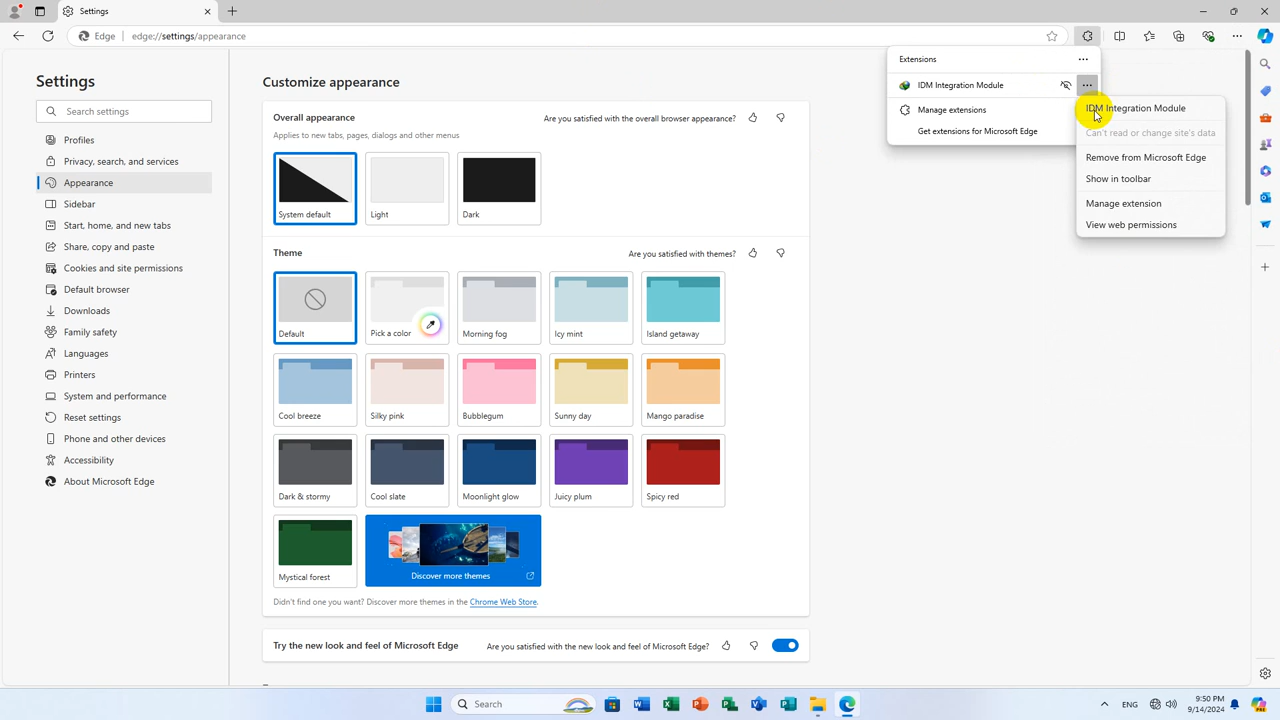 Settings
Edge
edge://settings/appearance
Settings
Search settings
Profiles
Privacy, search, and services
Appearance
Sidebar
Start, home, and new tabs
Share, copy and paste
Cookies and site permissions
Default browser
Downloads
Family safety
Languages
Printers
System and performance
Reset settings
Phone and other devices
Accessibility
About Microsoft Edge
Customize appearance
Overall appearance
Are you satisfied with the overall browser appearance?
Applies to new tabs, pages, dialogs and other menus
System default
Light
Dark
Theme
Are you satisfied with themes?
Default
Pick a color
Morning fog
Icy mint
Island getaway
Cool breeze
Silky pink
Bubblegum
Sunny day
Mango paradise
Dark & stormy
Cool slate
Moonlight glow
Juicy plum
Spicy red
Mystical forest
Discover more themes
Didn't find one you want? Discover more themes in the Chrome Web Store.
Try the new look and feel of Microsoft Edge
Are you satisfied with the new look and feel of Microsoft Edge?
Extensions
IDM Integration Module
Manage extensions
Get extensions for Microsoft Edge
IDM Integration Module
Can't read or change site's data
Remove from Microsoft Edge
Show in toolbar
Manage extension
View web permissions
Search
ENG
9:50 PM
9/14/2024